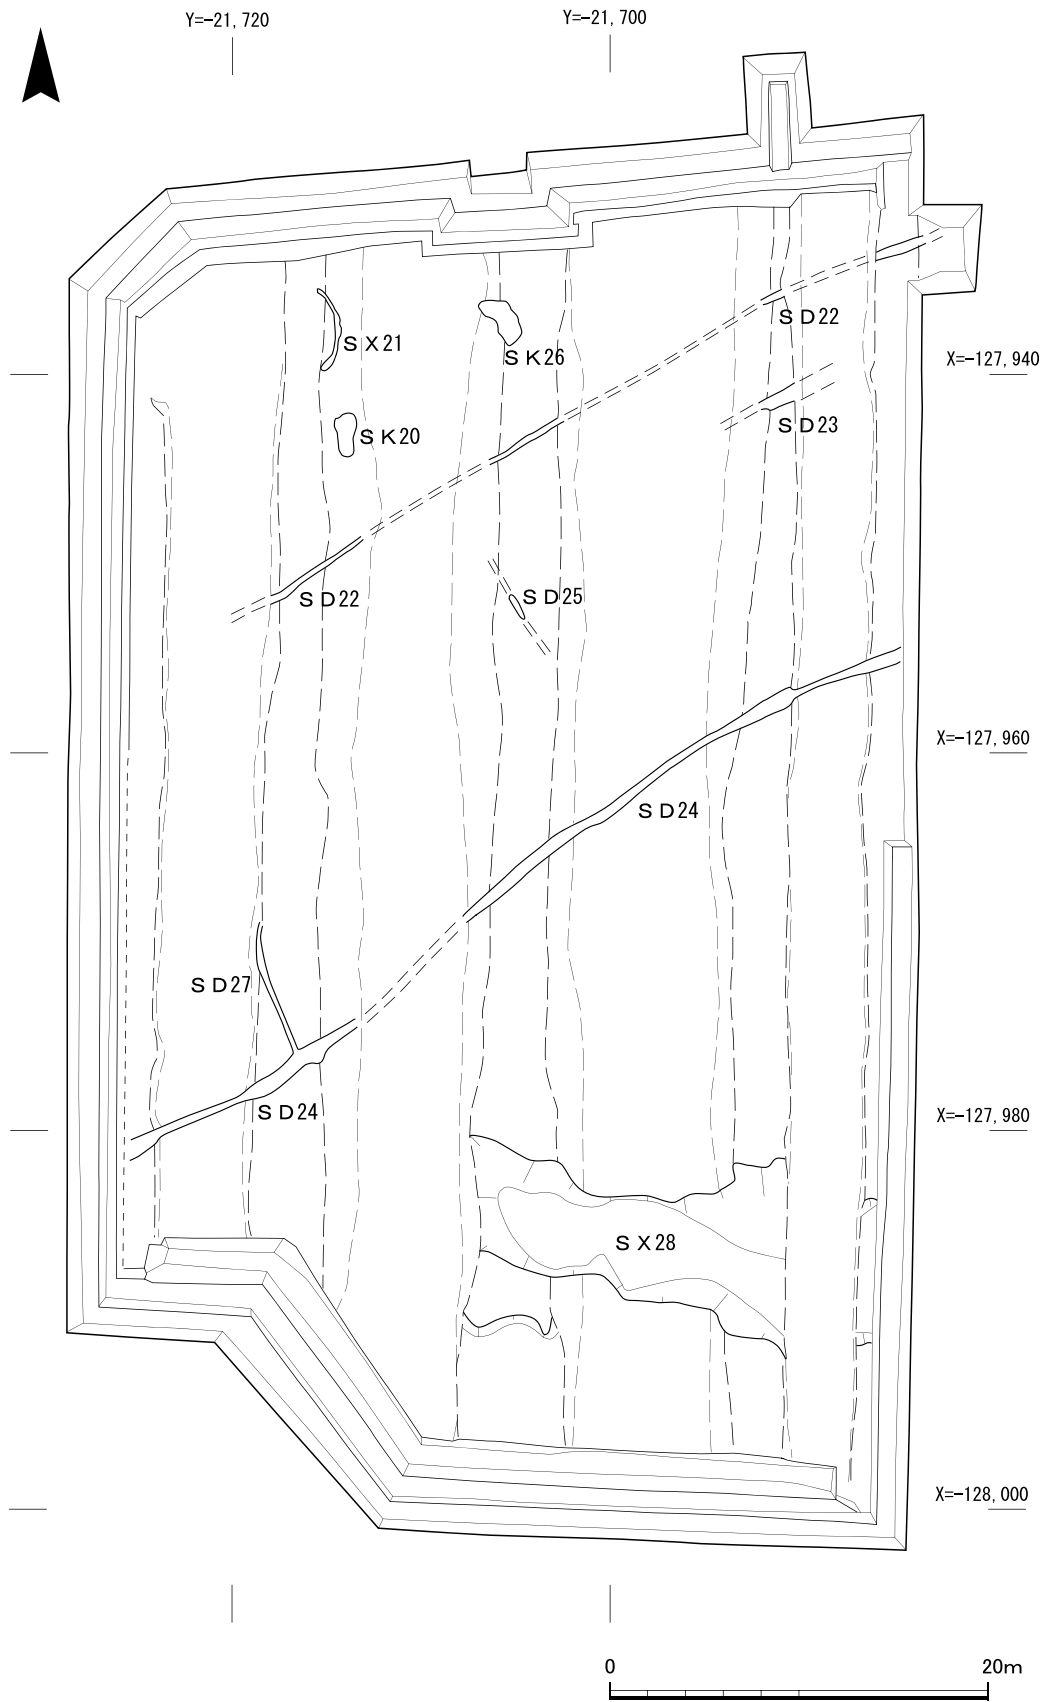 Y=-21,720
Y=-21,700
SD22
SX21
SK26
X=-127,940
SK20
SD23
SD22
SD25
X=-127,960
SD24
SD27
SD24
X=-127,980
SX28
X=-128,000
0
20m